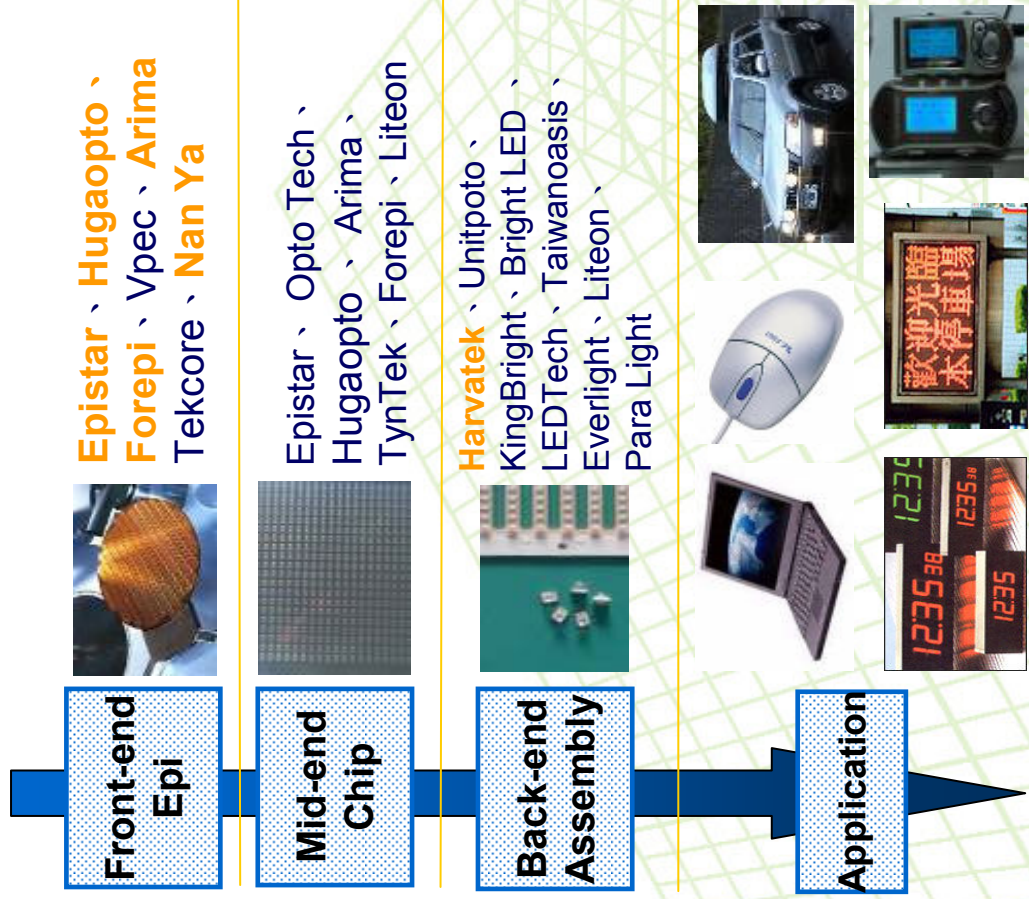 Front-end
Epi
Epistar、Hugaopto、
Forepi、Vpec、Arima
Tekcore、Nan Ya
Mid-end
Chip
Epistar、 Opto Tech、
Hugaopto、 Arima、
TynTek、Forepi、Liteon
Back-end
Assembly
Harvatek、Unitpoto、
KingBright、Bright LED、
LEDTech、Taiwanoasis、
Everlight、Liteon、
Para Light
Application
12:35 38
12:35
12:35
12:35 38
歡迎光臨
本停車場